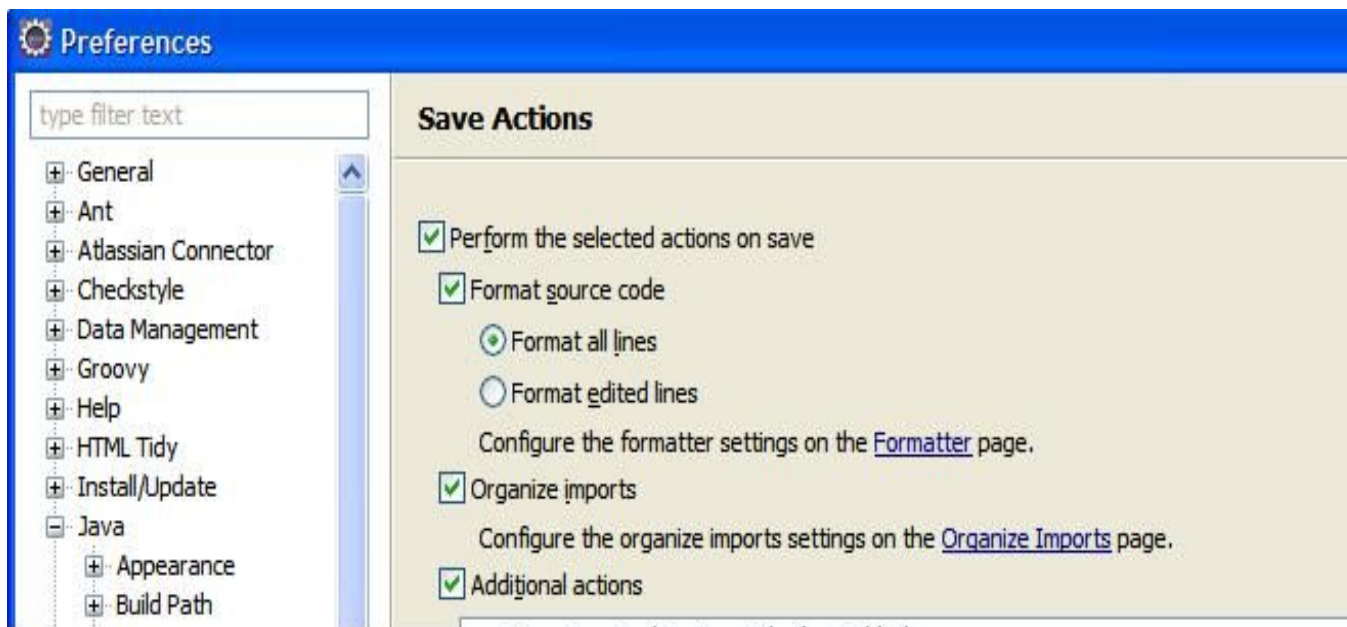 Preferences
type filter text
General
Ant
Atlassian Connector
Checkstyle
Data Management
Groovy
Help
HTML Tidy
Install/Update
Java
Appearance
Build Path
Save Actions
Perform the selected actions on save
Format source code
Format all lines
Format edited lines
Configure the formatter settings on the Formatter page.
Organize imports
Configure the organize imports settings on the Organize Imports page.
Additional actions